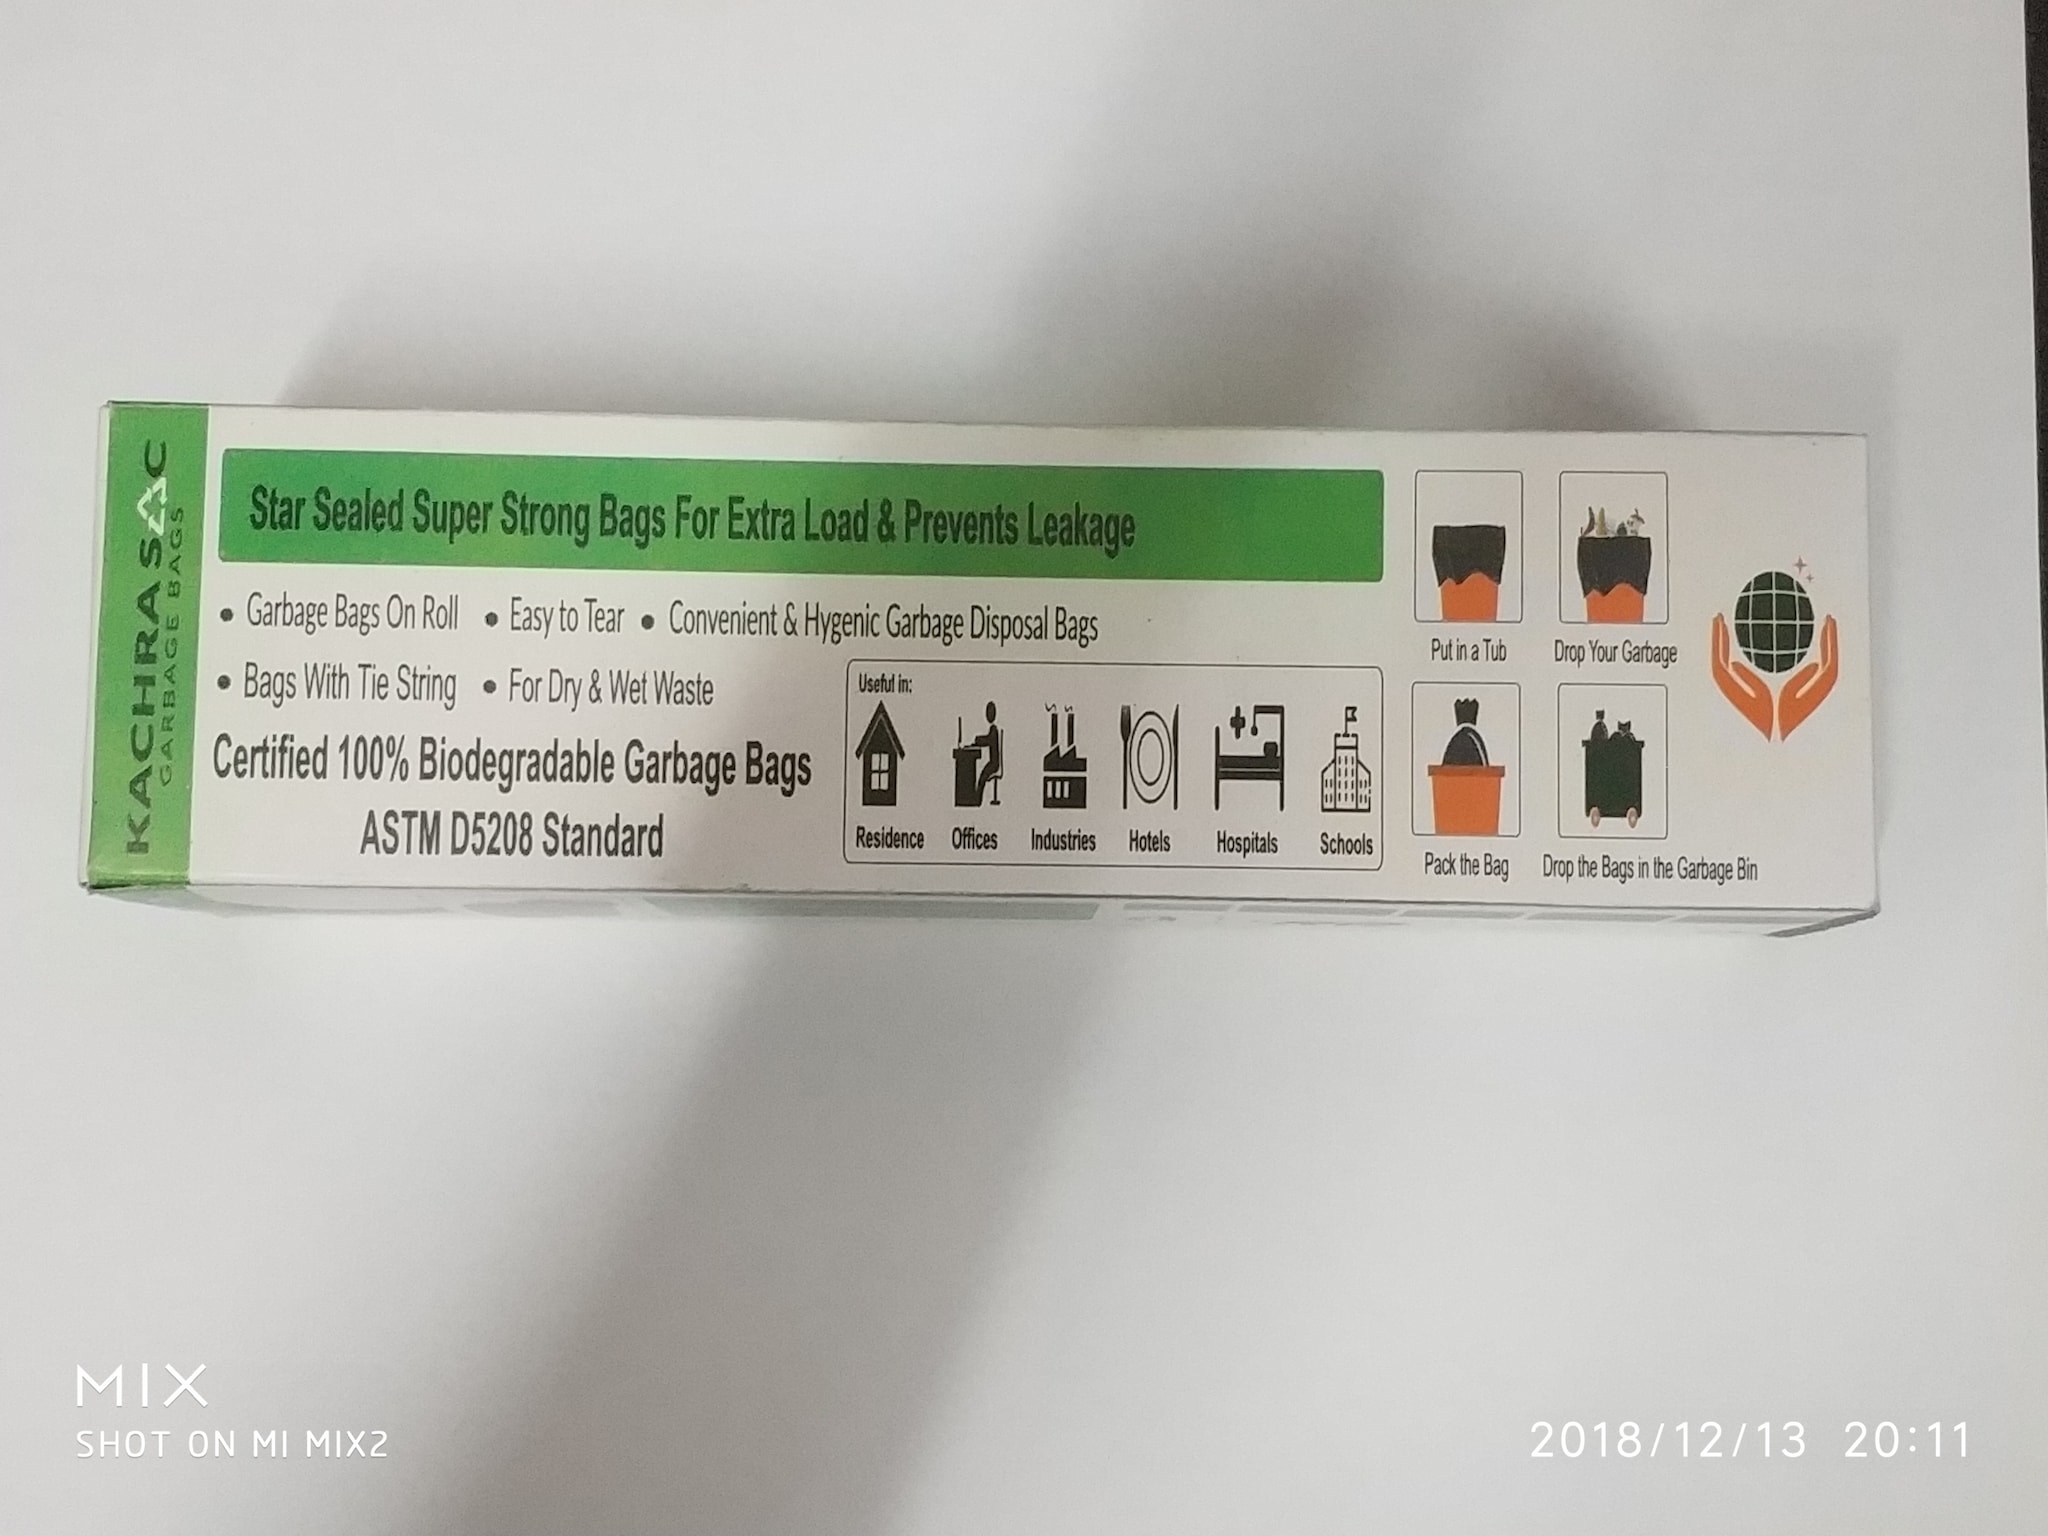 KACHRASAC
GARBAGE BAGS
Star Sealed Super Strong Bags For Extra Load & Prevents Leakage
• Garbage Bags On Roll • Easy to Tear • Convenient & Hygenic Garbage Disposal Bags
• Bags With Tie String • For Dry & Wet Waste
Certified 100% Biodegradable Garbage Bags
ASTM D5208 Standard
Useful in:
Residence Offices Industries Hotels Hospitals Schools
Put in a Tub Drop Your Garbage
Pack the Bag Drop the Bags in the Garbage Bin
MIX
SHOT ON MI MIX2
2018/12/13 20:11